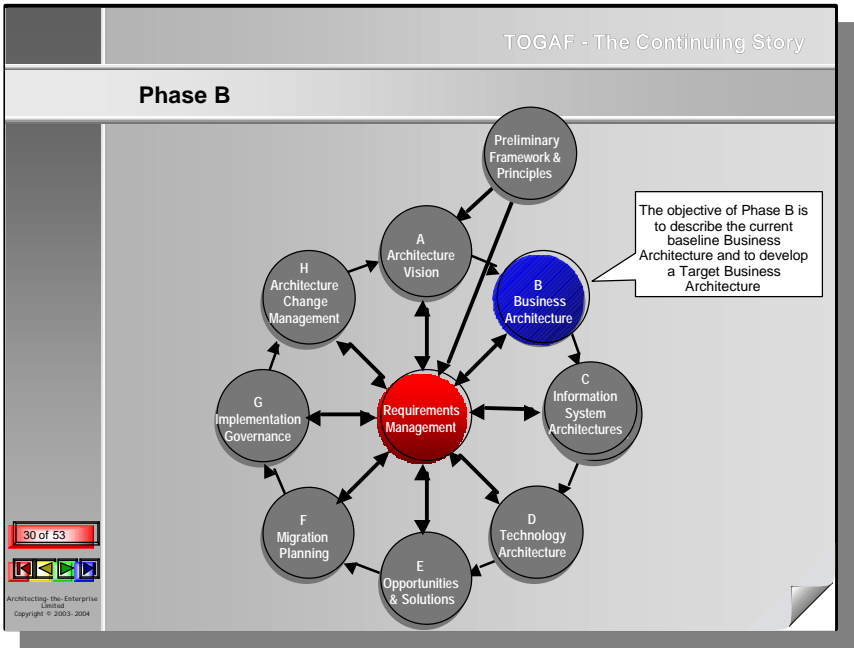 TOGAF - The Continuing Story
Phase B
Preliminary
Framework &
Principles
The objective of Phase B is
to describe the current
baseline Business
Architecture and to develop
a Target Business
Architecture
A
Architecture
Vision
B
Business
Architecture
H
Architecture
Change
Management
C
Information
System
Architectures
Requirements
Management
G
Implementation
Governance
D
Technology
Architecture
F
Migration
Planning
E
Opportunities
& Solutions
30 of 53
Architecting-the-Enterprise
Limited
Copyright © 2003-2004